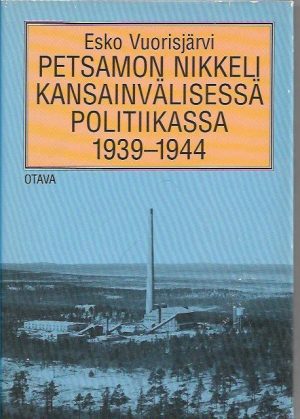 Esko Vuorisjärvi
PETSAMON NIKKELI
KANSAINVÄLISESSÄ
POLITIIKASSA
1939–1944
OTAVA